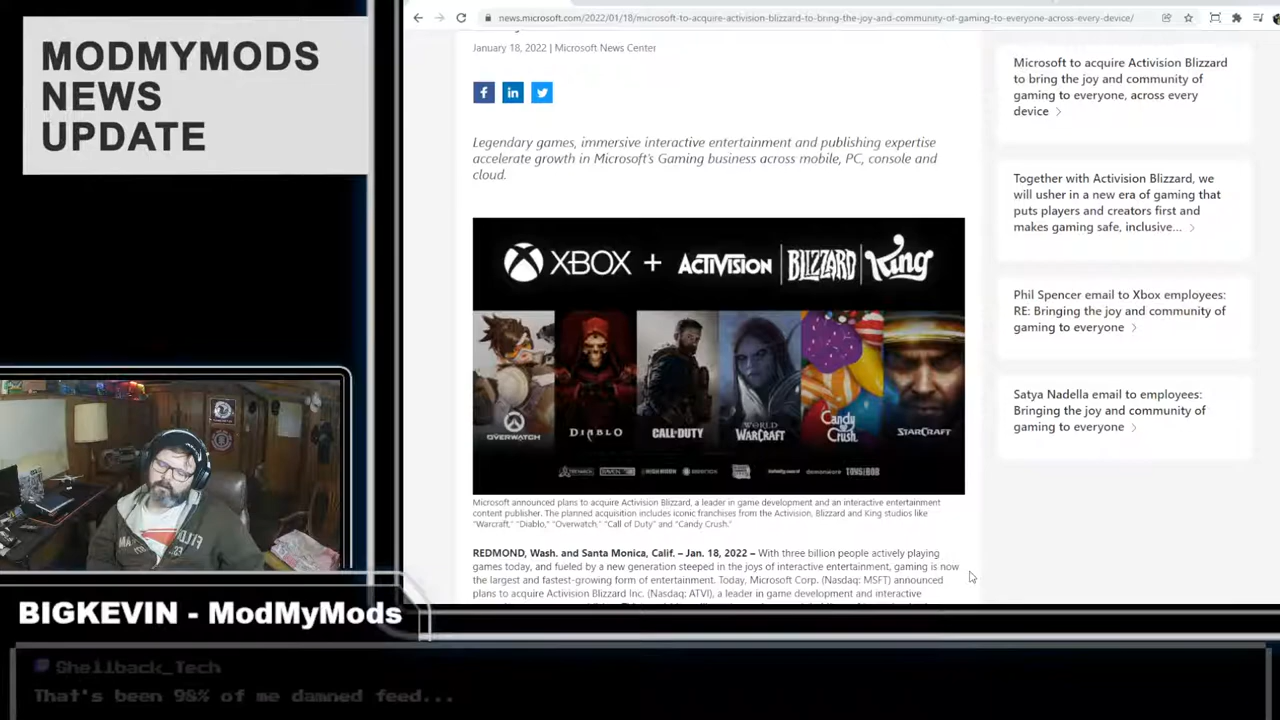 MODMYMODS
NEWS
UPDATE
news.microsoft.com/2022/01/18/microsoft-to-acquire-activision-blizzard-to-bring-the-joy-and-community-of-gaming-to-everyone-across-every-device/
January 18, 2022 | Microsoft News Center
Legendary games, immersive interactive entertainment and publishing expertise
accelerate growth in Microsoft's Gaming business across mobile, PC, console and
cloud.
XBOX + ACTIVISION | BLIZZARD | King
OVERWATCH
DIABLO
CALL OF DUTY
WORLD
WARCRAFT
Candy
Crush
STARCRAFT
TOYS BOB
Microsoft announced plans to acquire Activision Blizzard, a leader in game development and an interactive entertainment
content publisher. The planned acquisition includes iconic franchises from the Activision, Blizzard and King studios like
"Warcraft," "Diablo," "Overwatch," "Call of Duty" and "Candy Crush."
REDMOND, Wash. and Santa Monica, Calif. – Jan. 18, 2022 – With three billion people actively playing
games today, and fueled by a new generation steeped in the joys of interactive entertainment, gaming is now
the largest and fastest-growing form of entertainment. Today, Microsoft Corp. (Nasdaq: MSFT) announced
plans to acquire Activision Blizzard Inc. (Nasdaq: ATVI), a leader in game development and interactive
Microsoft to acquire Activision Blizzard
to bring the joy and community of
gaming to everyone, across every
device >
Together with Activision Blizzard, we
will usher in a new era of gaming that
puts players and creators first and
makes gaming safe, inclusive... >
Phil Spencer email to Xbox employees:
RE: Bringing the joy and community of
gaming to everyone >
Satya Nadella email to employees:
Bringing the joy and community of
gaming to everyone >
BIGKEVIN - ModMyMods
Shellback_Tech
That's been 98% of me damned feed...